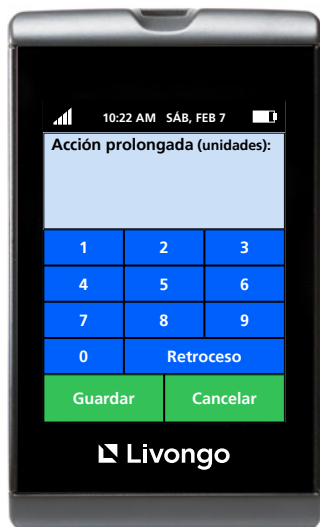 10:22 AM SÁB, FEB 7
Acción prolongada (unidades):
1 2 3
4 5 6
7 8 9
0 Retroceso
Guardar Cancelar
Livongo